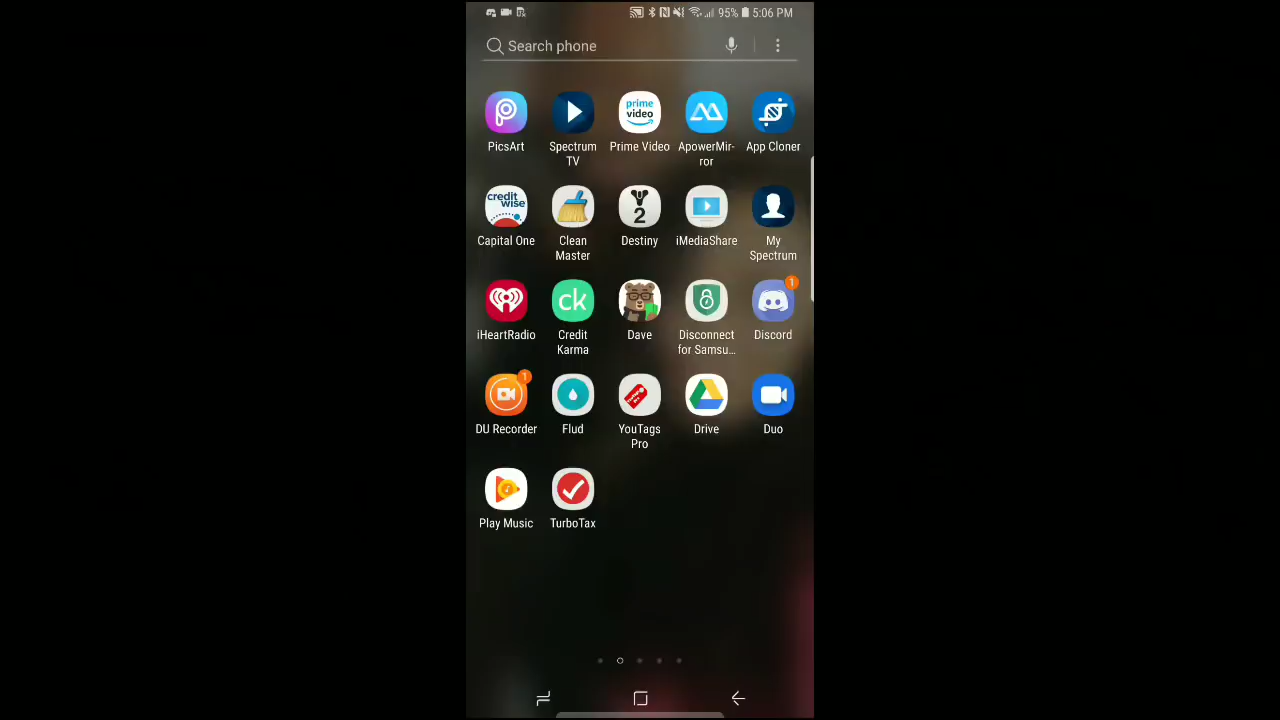 95% 5:06 PM
Search phone
prime
video
PicsArt
Spectrum
TV
Prime Video
ApowerMir-
ror
App Cloner
credit
wise
2
Capital One
Clean
Master
Destiny
iMediaShare
My
Spectrum
ck
1
iHeartRadio
Credit
Karma
Dave
Disconnect
for Samsu...
Discord
1
DU Recorder
Flud
YouTags
Pro
Drive
Duo
Play Music
TurboTax